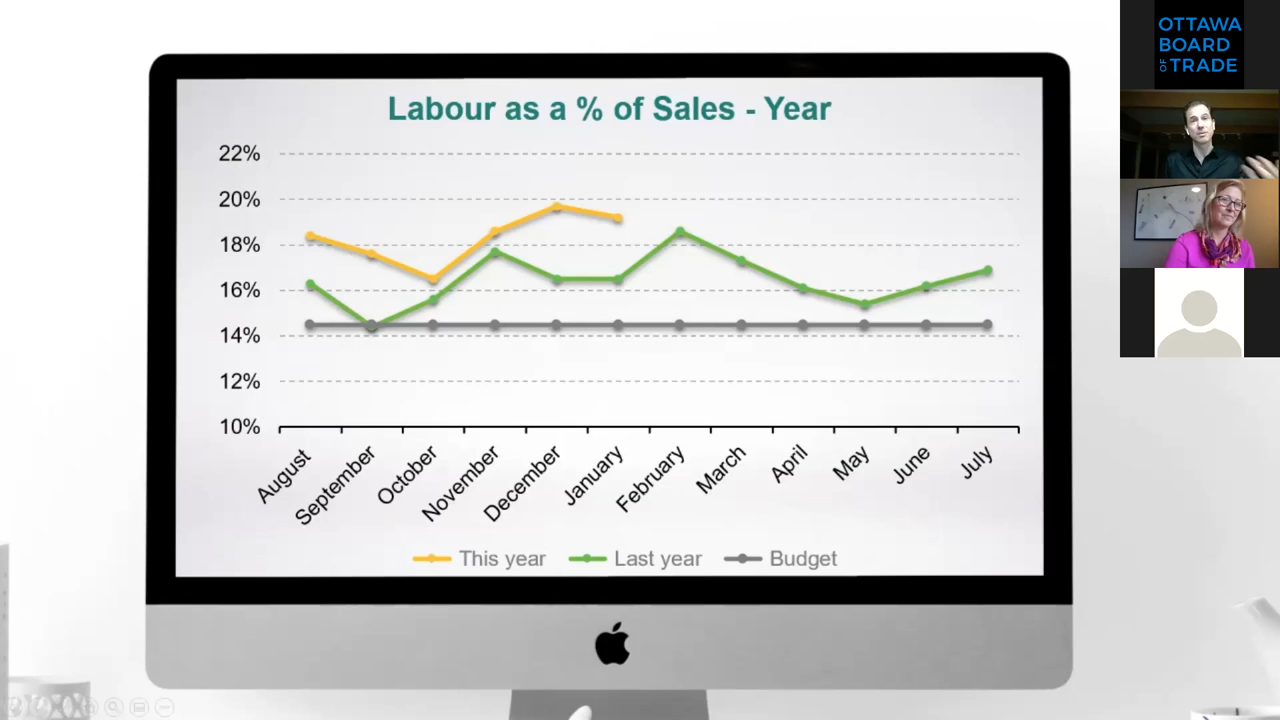 Labour as a % of Sales - Year
22%
20%
18%
16%
14%
12%
10%
August
September
October
November
December
January
February
March
April
May
June
July
This year
Last year
Budget
OTTAWA
BOARD
OF TRADE